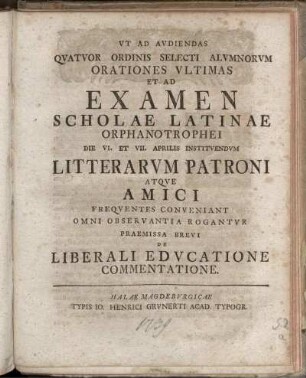 VT AD AVDIENDAS
QVATVOR ORDINIS SELECTI ALVMNORVM
ORATIONES VLTIMAS
ET AD
EXAMEN
SCHOLAE LATINAE
ORPHANOTROPHEI
DIE VI. ET VII. APRILIS INSTITVENDVM
LITTERARVM PATRONI
ATQVE
AMICI
FREQVENTES CONVENIANT
OMNI OBSERVANTIA ROGANTVR
PRAEMISSA BREVI
DE
LIBERALI EDVCATIONE
COMMENTATIONE.
HALAE MAGDEBVRGICAE
TYPIS IO. HENRICI GRVNERTI ACAD. TYPOGR.